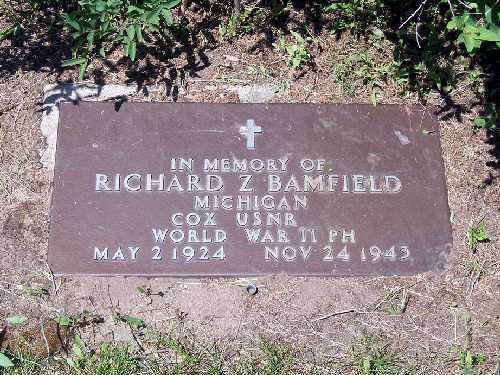 IN MEMORY OF
RICHARD Z BAMFIELD
MICHIGAN
COX USNR
WORLD WAR II PH
MAY 2 1924 NOV 24 1943